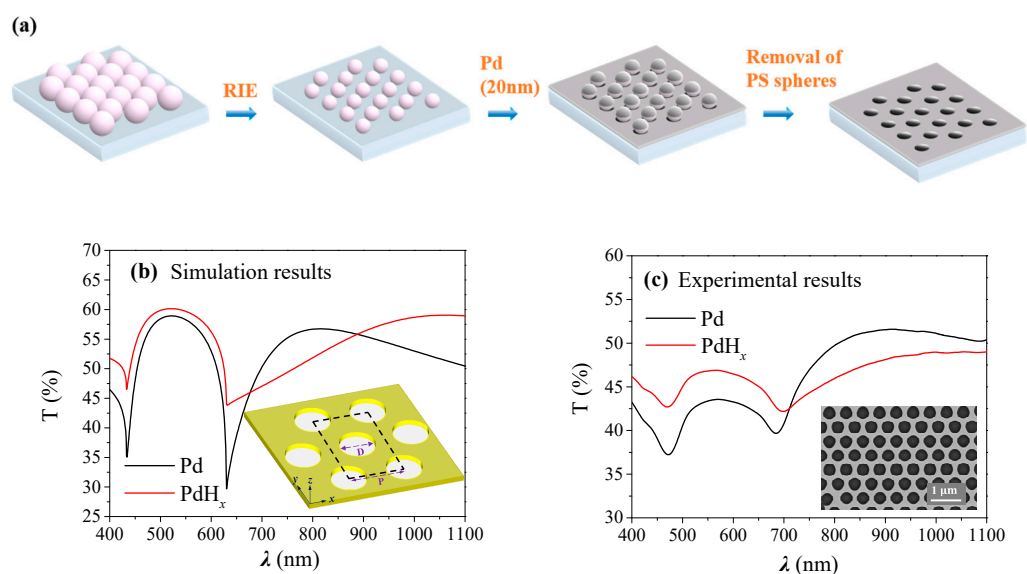 (a)
RIE
Pd
(20nm)
Removal of
PS spheres
(b) Simulation results
T (%)
70
65
60
55
50
45
40
35
30
25
Pd
PdHx
D
P
y
z
x
400 500 600 700 800 900 1000 1100
λ (nm)
(c) Experimental results
T (%)
60
55
50
45
40
35
30
Pd
PdHx
1 μm
400 500 600 700 800 900 1000 1100
λ (nm)